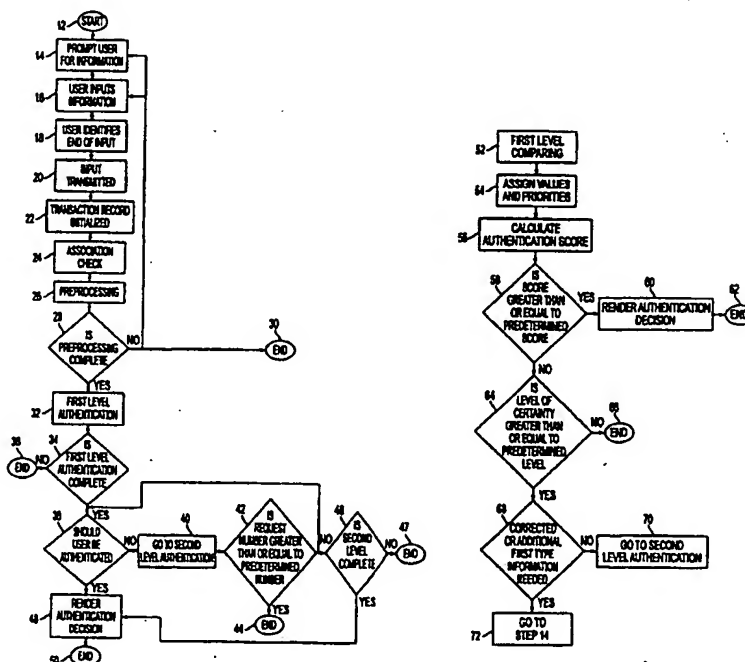 12
START
14
PROMPT USER
FOR INFORMATION
16
USER INPUTS
INFORMATION
18
USER IDENTIFIES
END OF INPUT
20
INPUT
TRANSMITTED
22
TRANSACTION RECORD
INITIALIZED
24
ASSOCIATION
CHECK
26
PREPROCESSING
28
IS
PREPROCESSING
COMPLETE
NO
30
END
YES
32
FIRST LEVEL
AUTHENTICATION
34
IS
FIRST LEVEL
AUTHENTICATION
COMPLETE
36
END
NO
YES
38
SHOULD
USER BE
AUTHENTICATED
NO
40
GO TO SECOND
LEVEL AUTHENTICATION
42
IS
REQUEST
NUMBER GREATER
THAN OR EQUAL TO
PREDETERMINED
NUMBER
YES
44
END
NO
46
IS
SECOND
LEVEL COMPLETE
NO
47
END
YES
YES
48
RENDER
AUTHENTICATION
DECISION
50
END
52
FIRST LEVEL
COMPARING
54
ASSIGN VALUES
AND PRIORITIES
56
CALCULATE
AUTHENTICATION SCORE
58
IS
SCORE
GREATER THAN
OR EQUAL TO
PREDETERMINED
SCORE
YES
60
RENDER AUTHENTICATION
DECISION
62
END
NO
64
IS
LEVEL OF
CERTAINTY
GREATER THAN
OR EQUAL TO
PREDETERMINED
LEVEL
NO
66
END
YES
68
CORRECTED
OR ADDITIONAL
FIRST TYPE
INFORMATION
NEEDED
NO
70
GO TO SECOND
LEVEL AUTHENTICATION
YES
72
GO TO
STEP 14